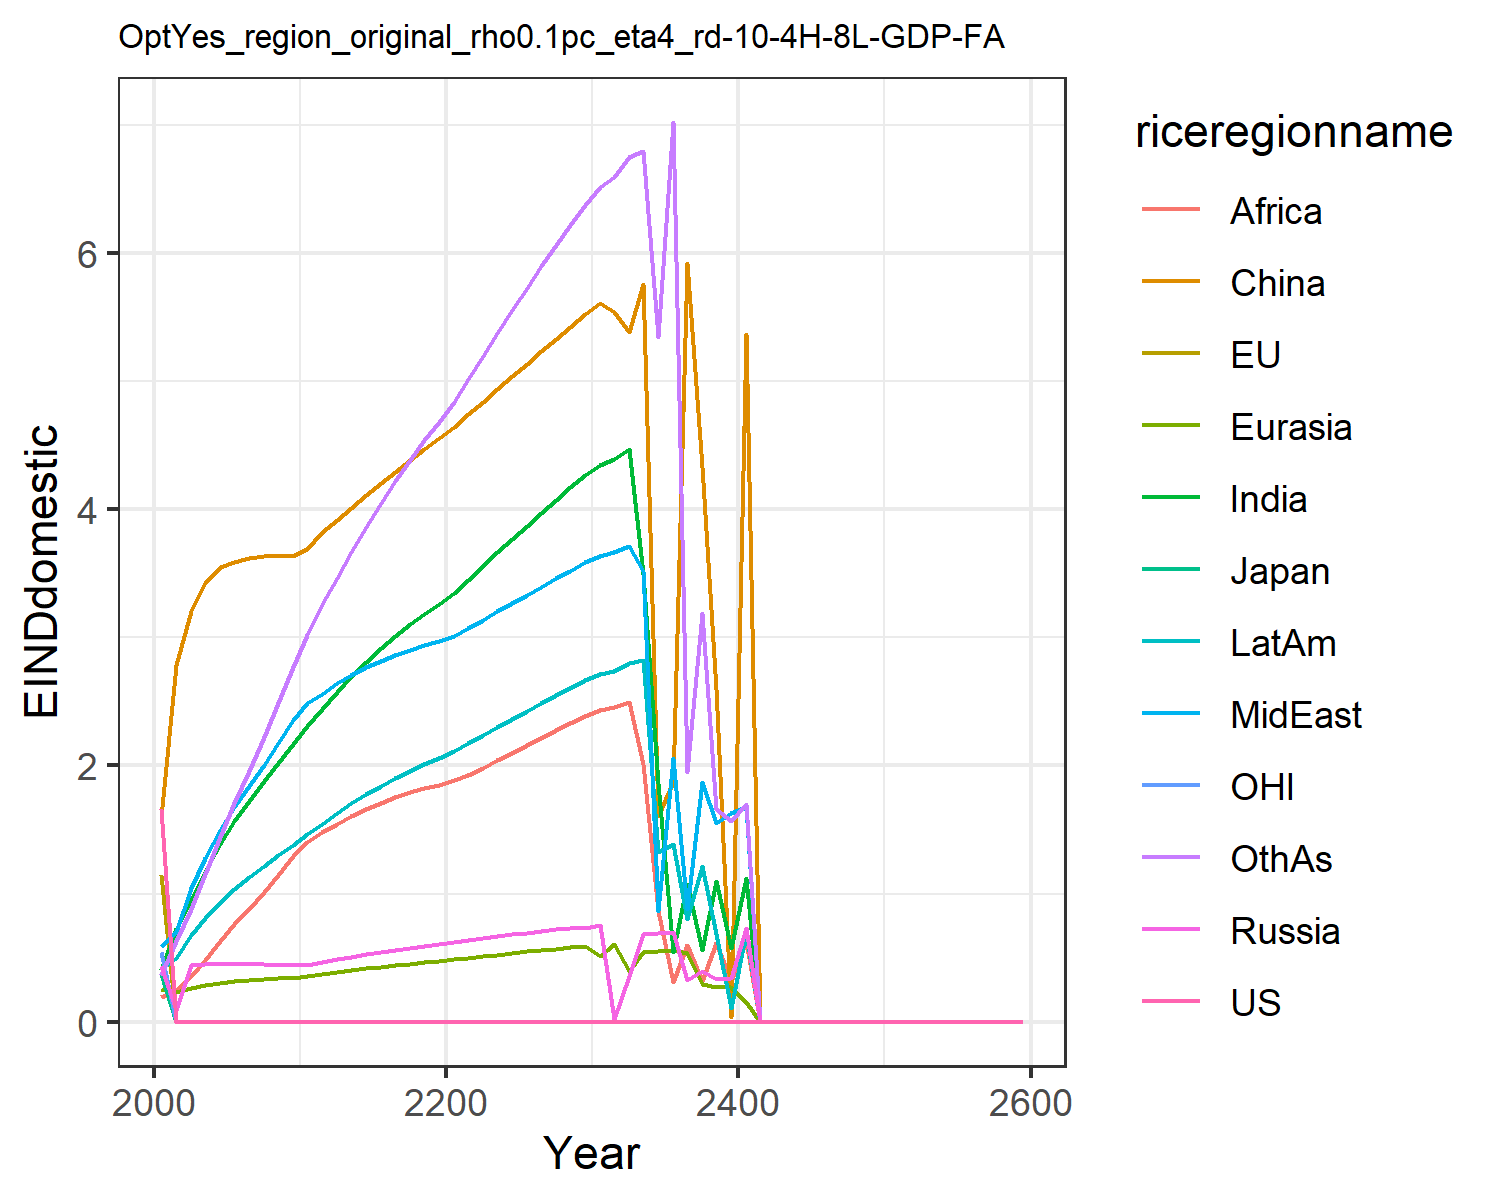 OptYes_region_original_rho0.1pc_eta4_rd-10-4H-8L-GDP-FA
EINDdomestic
6
4
2
0
2000 2200 2400 2600
Year
riceregionname
Africa
China
EU
Eurasia
India
Japan
LatAm
MidEast
OHI
OthAs
Russia
US